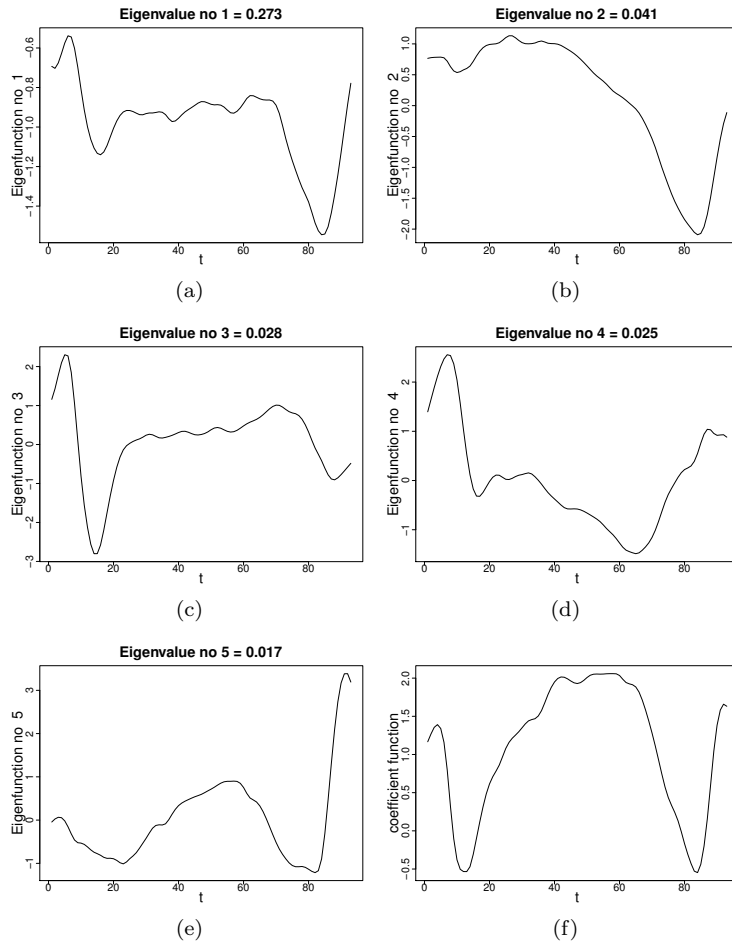 Eigenvalue no 1 = 0.273
Eigenfunction no 1
−0.6
−1.0
−1.4
0 20 40 60 80
t
(a)
Eigenvalue no 2 = 0.041
Eigenfunction no 2
1.0
0.5
0.0
−0.5
−1.0
−1.5
−2.0
0 20 40 60 80
t
(b)
Eigenvalue no 3 = 0.028
Eigenfunction no 3
2
1
0
−1
−2
−3
0 20 40 60 80
t
(c)
Eigenvalue no 4 = 0.025
Eigenfunction no 4
2
1
0
−1
0 20 40 60 80
t
(d)
Eigenvalue no 5 = 0.017
Eigenfunction no 5
3
2
1
0
−1
0 20 40 60 80
t
(e)
coefficient function
2.0
1.5
1.0
0.5
0.0
−0.5
0 20 40 60 80
t
(f)